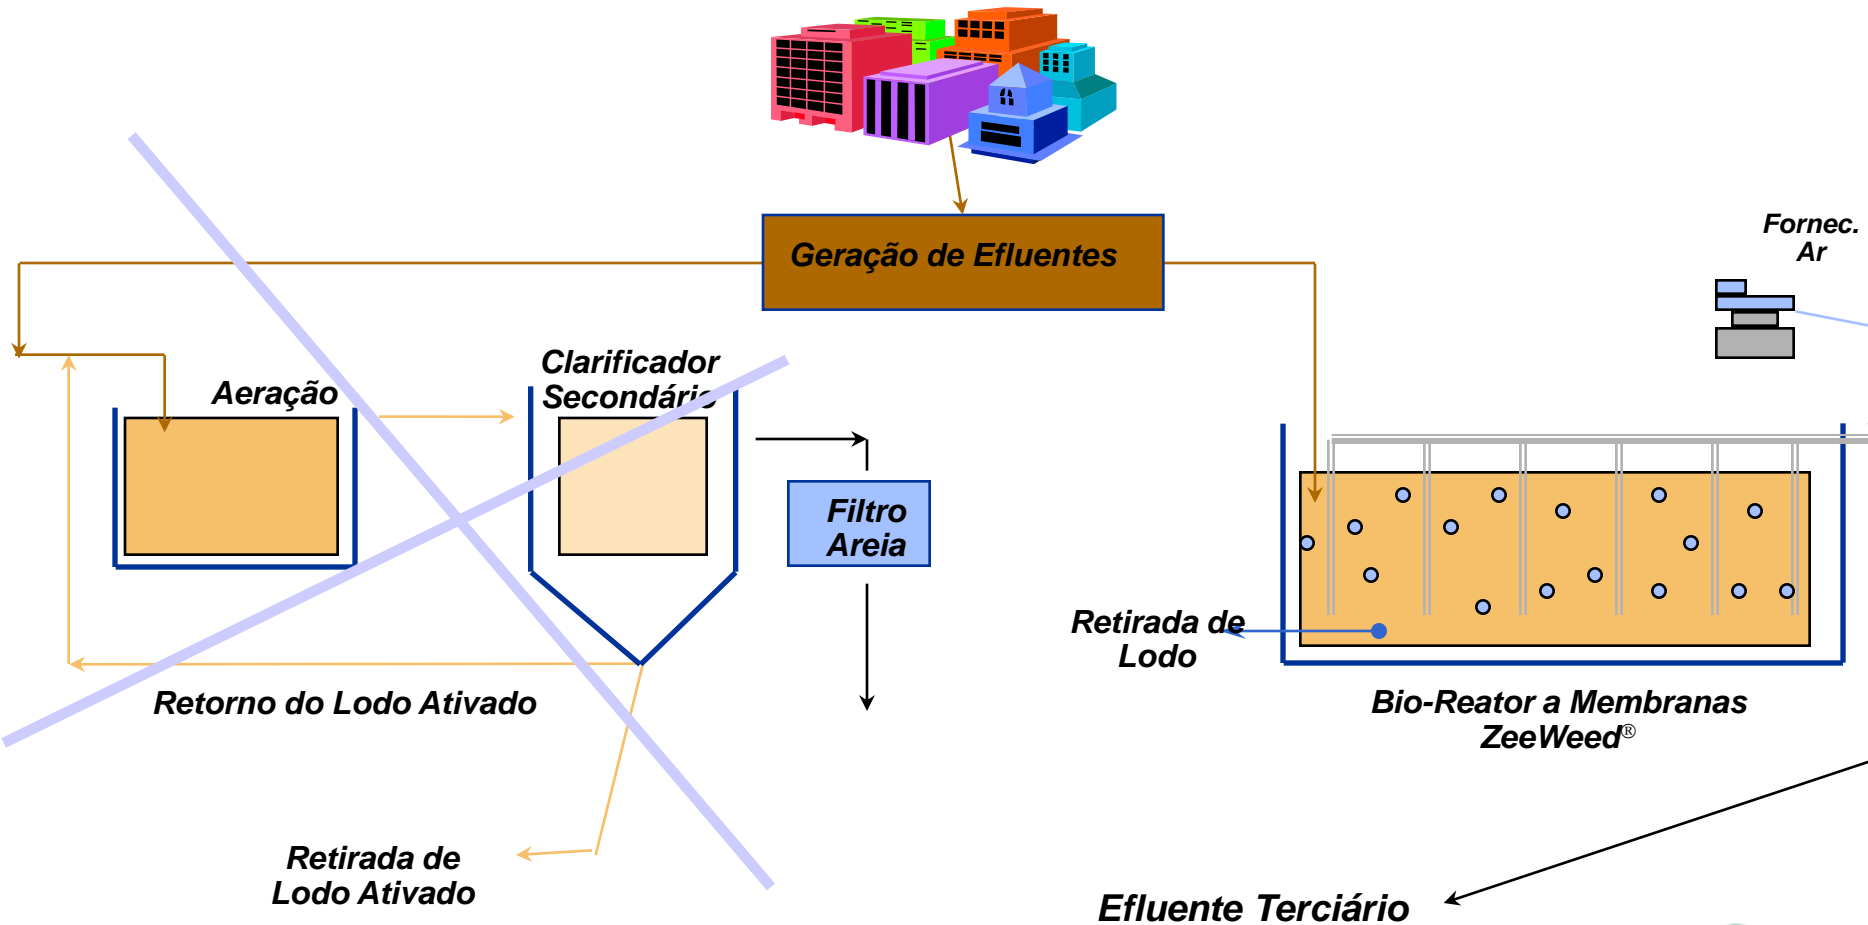 Geração de Efluentes
Fornec.
Ar
Clarificador
Secondário
Aeração
Filtro
Areia
Retirada de
Lodo
Retorno do Lodo Ativado
Bio-Reator a Membranas
ZeeWeed®
Retirada de
Lodo Ativado
Efluente Terciário